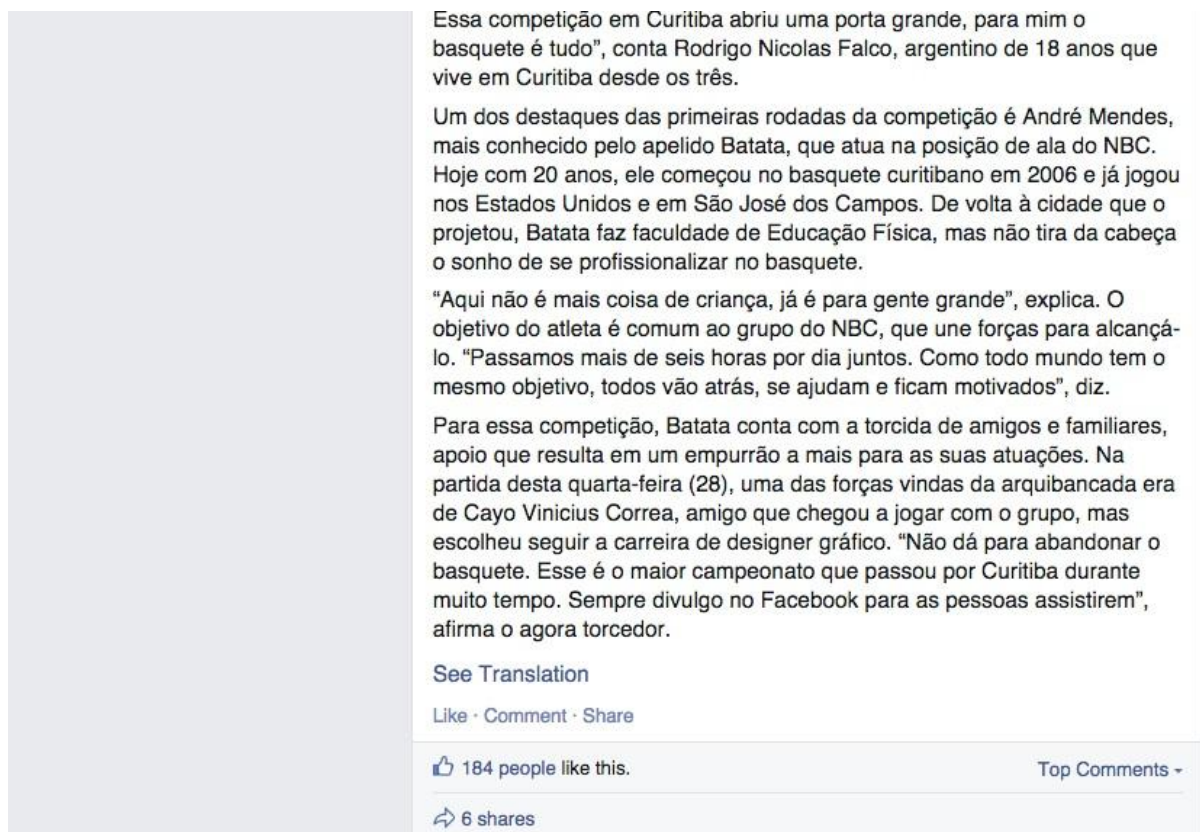 Essa competição em Curitiba abriu uma porta grande, para mim o
basquete é tudo”, conta Rodrigo Nicolas Falco, argentino de 18 anos que
vive em Curitiba desde os três.
Um dos destaques das primeiras rodadas da competição é André Mendes,
mais conhecido pelo apelido Batata, que atua na posição de ala do NBC.
Hoje com 20 anos, ele começou no basquete curitibano em 2006 e já jogou
nos Estados Unidos e em São José dos Campos. De volta à cidade que o
projetou, Batata faz faculdade de Educação Física, mas não tira da cabeça
o sonho de se profissionalizar no basquete.
“Aqui não é mais coisa de criança, já é para gente grande”, explica. O
objetivo do atleta é comum ao grupo do NBC, que une forças para alcançá-
lo. “Passamos mais de seis horas por dia juntos. Como todo mundo tem o
mesmo objetivo, todos vão atrás, se ajudam e ficam motivados”, diz.
Para essa competição, Batata conta com a torcida de amigos e familiares,
apoio que resulta em um empurrão a mais para as suas atuações. Na
partida desta quarta-feira (28), uma das forças vindas da arquibancada era
de Cayo Vinicius Correa, amigo que chegou a jogar com o grupo, mas
escolheu seguir a carreira de designer gráfico. “Não dá para abandonar o
basquete. Esse é o maior campeonato que passou por Curitiba durante
muito tempo. Sempre divulgo no Facebook para as pessoas assistirem”,
afirma o agora torcedor.
See Translation
Like · Comment · Share
184 people like this.
Top Comments
6 shares